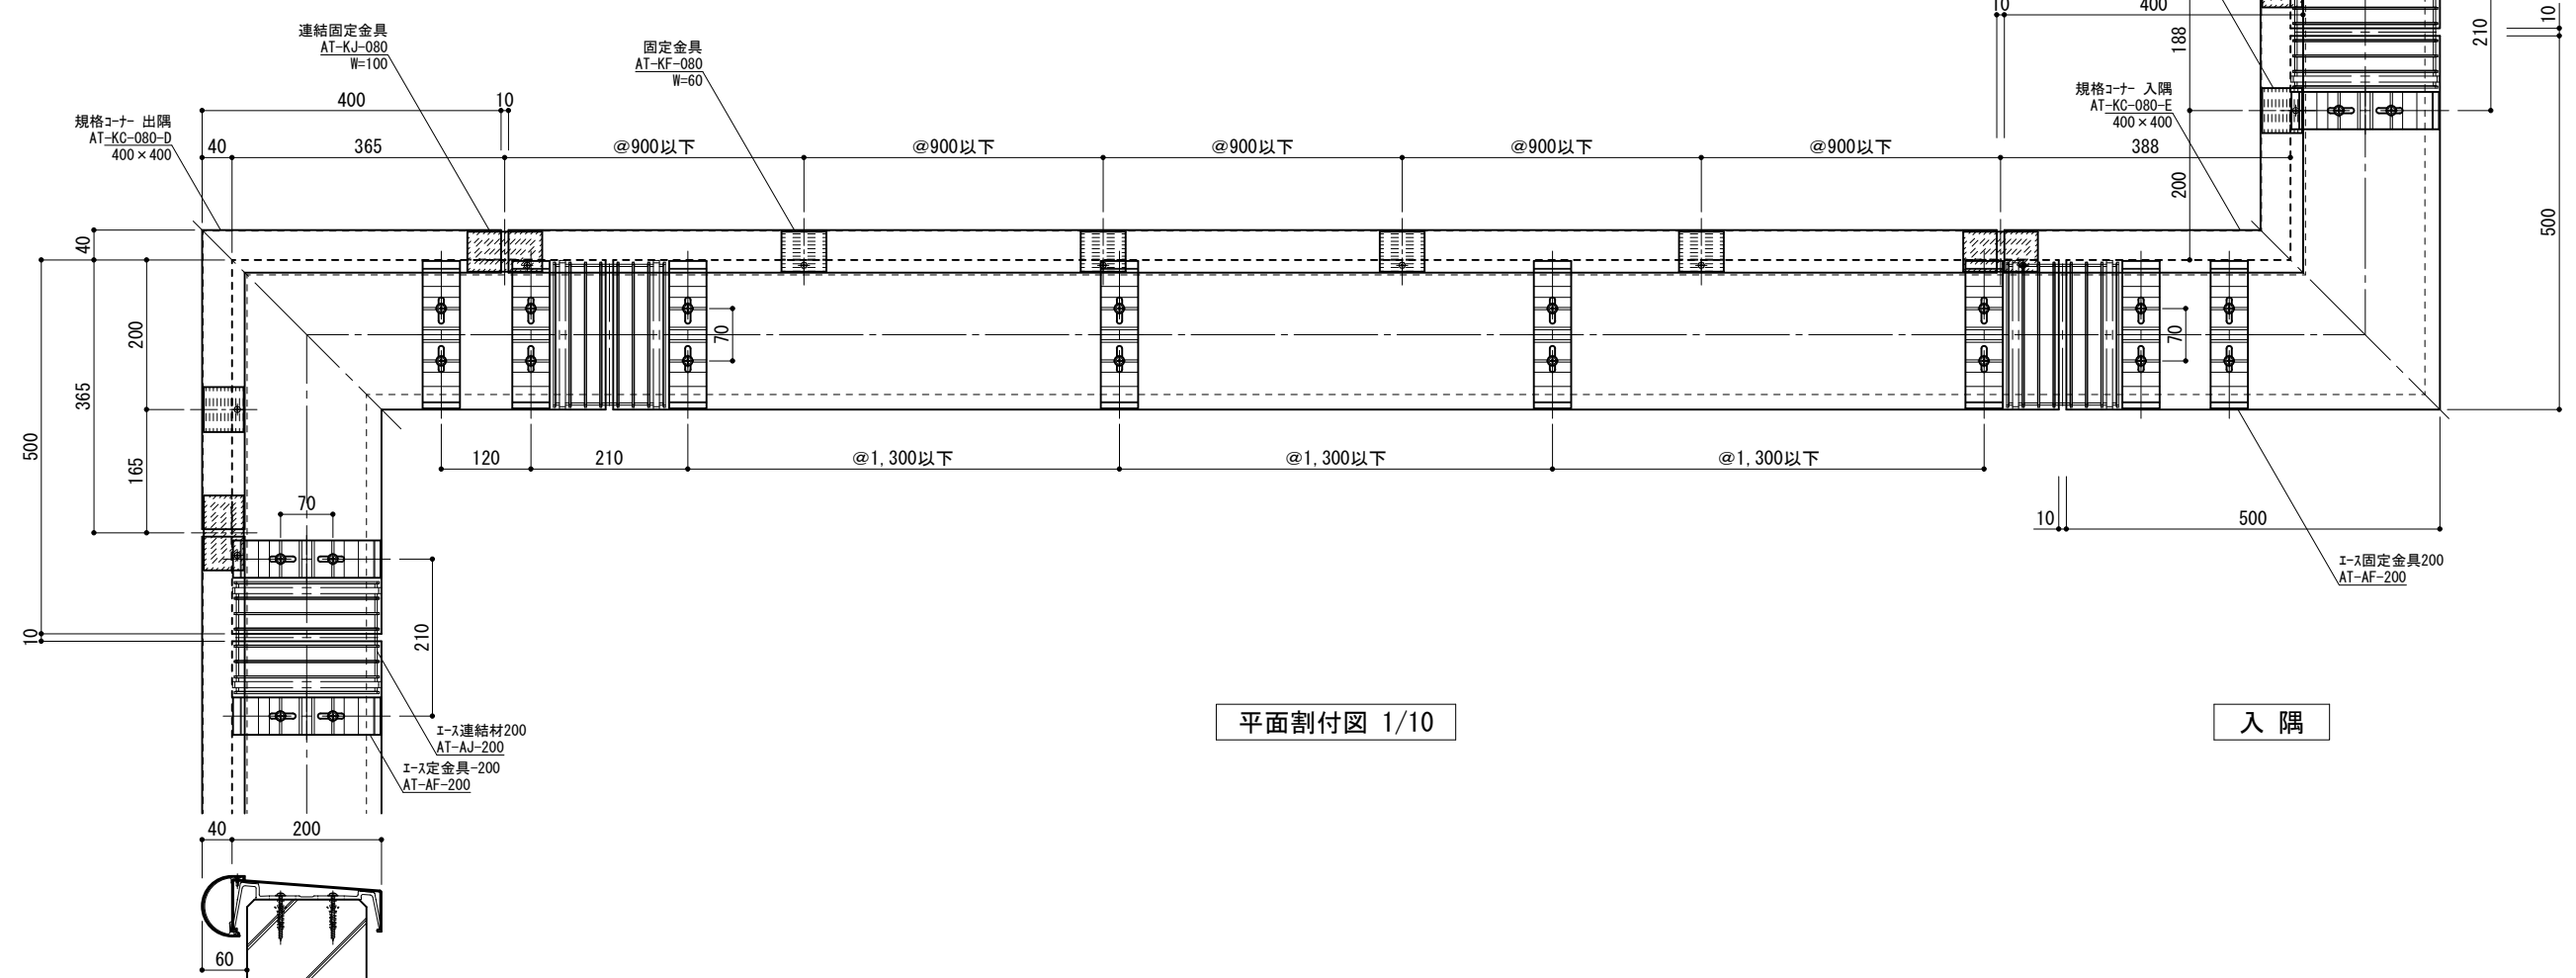 連結固定金具
AT-KJ-080
W=100
固定金具
AT-KF-080
W=60
規格ｺｰﾅｰ 出隅
AT-KC-080-D
400×400
規格ｺｰﾅｰ 入隅
AT-KC-080-E
400×400
10
400
188
210
10
400
10
40
365
@900以下
@900以下
@900以下
@900以下
@900以下
388
200
500
40
200
365
165
500
10
70
70
70
120
210
@1,300以下
@1,300以下
@1,300以下
10
500
210
ｴｰｽ固定金具200
AT-AF-200
ｴｰｽ連結材200
AT-AJ-200
ｴｰｽ定金具-200
AT-AF-200
平面割付図 1/10
入 隅
40
200
60